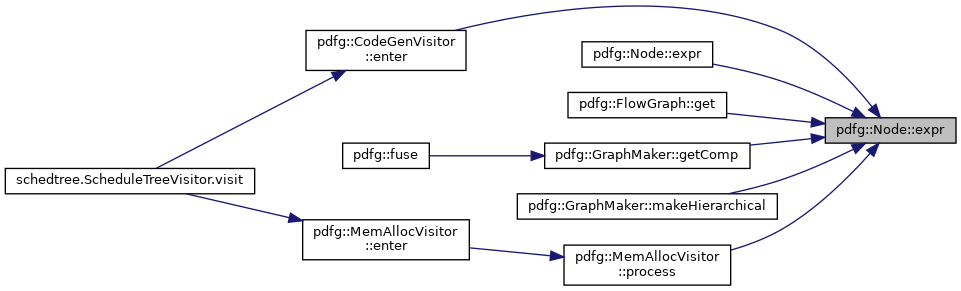 pdfg::CodeGenVisitor
::enter
pdfg::Node::expr
pdfg::FlowGraph::get
pdfg::Node::expr
pdfg::fuse
pdfg::GraphMaker::getComp
schedtree.ScheduleTreeVisitor.visit
pdfg::GraphMaker::makeHierarchical
pdfg::MemAllocVisitor
::enter
pdfg::MemAllocVisitor
::process